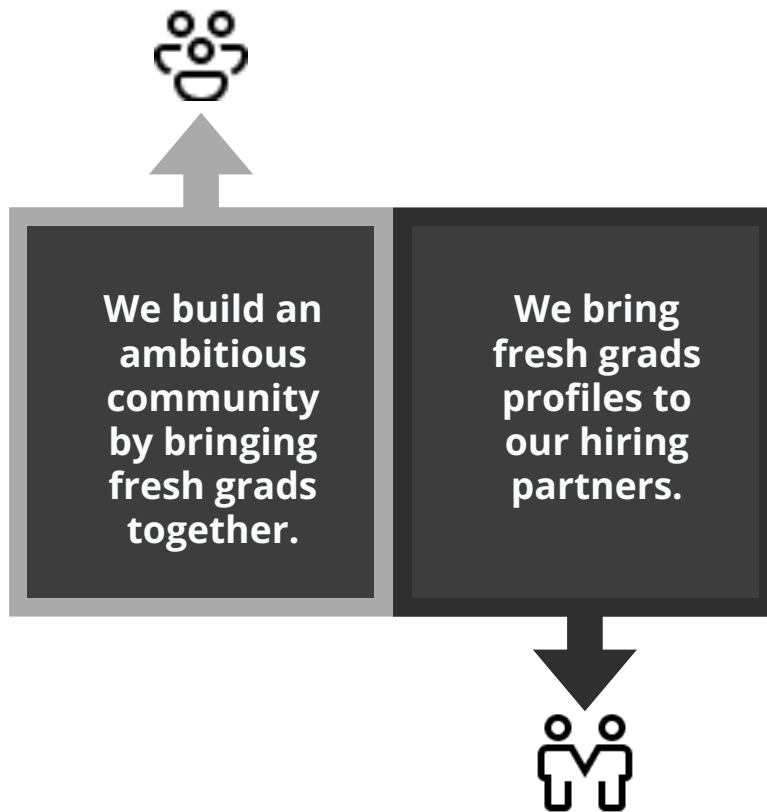 We build an
ambitious
community
by bringing
fresh grads
together.
We bring
fresh grads
profiles to
our hiring
partners.